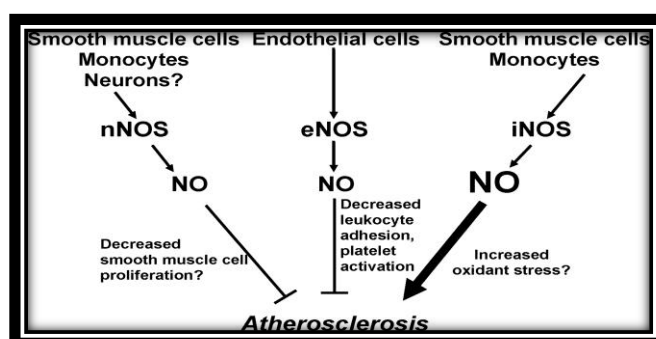 Smooth muscle cells Endothelial cells Smooth muscle cells
Monocytes Monocytes
Neurons?
nNOS eNOS iNOS
NO NO NO
Decreased
smooth muscle cell
proliferation?
Decreased
leukocyte
adhesion,
platelet
activation
Increased
oxidant stress?
Atherosclerosis